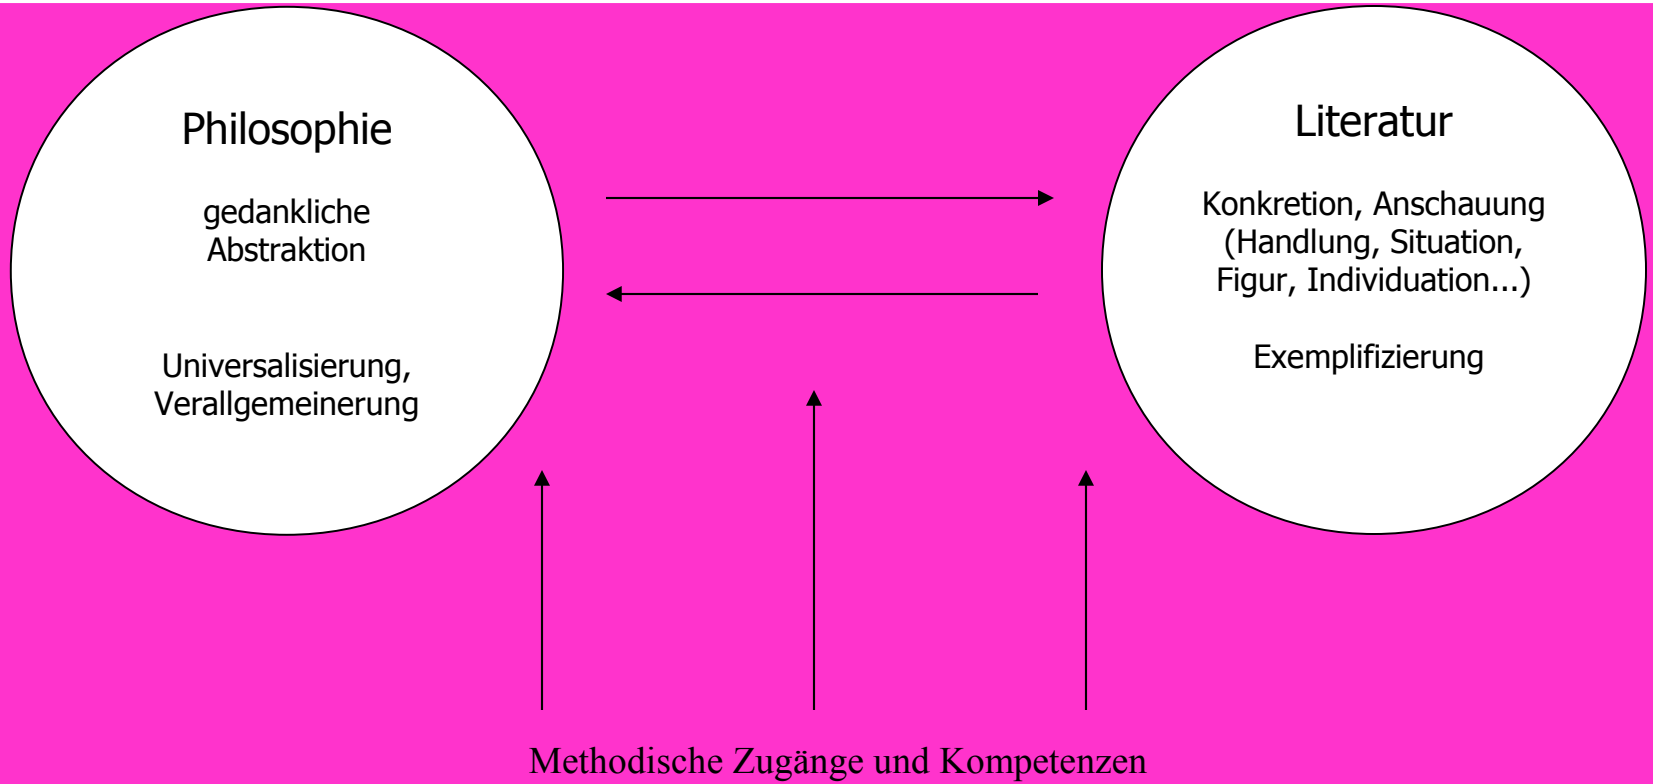 Philosophie
gedankliche
Abstraktion
Universalisierung,
Verallgemeinerung
Literatur
Konkretion, Anschauung
(Handlung, Situation,
Figur, Individuation...)
Exemplifizierung
Methodische Zugänge und Kompetenzen